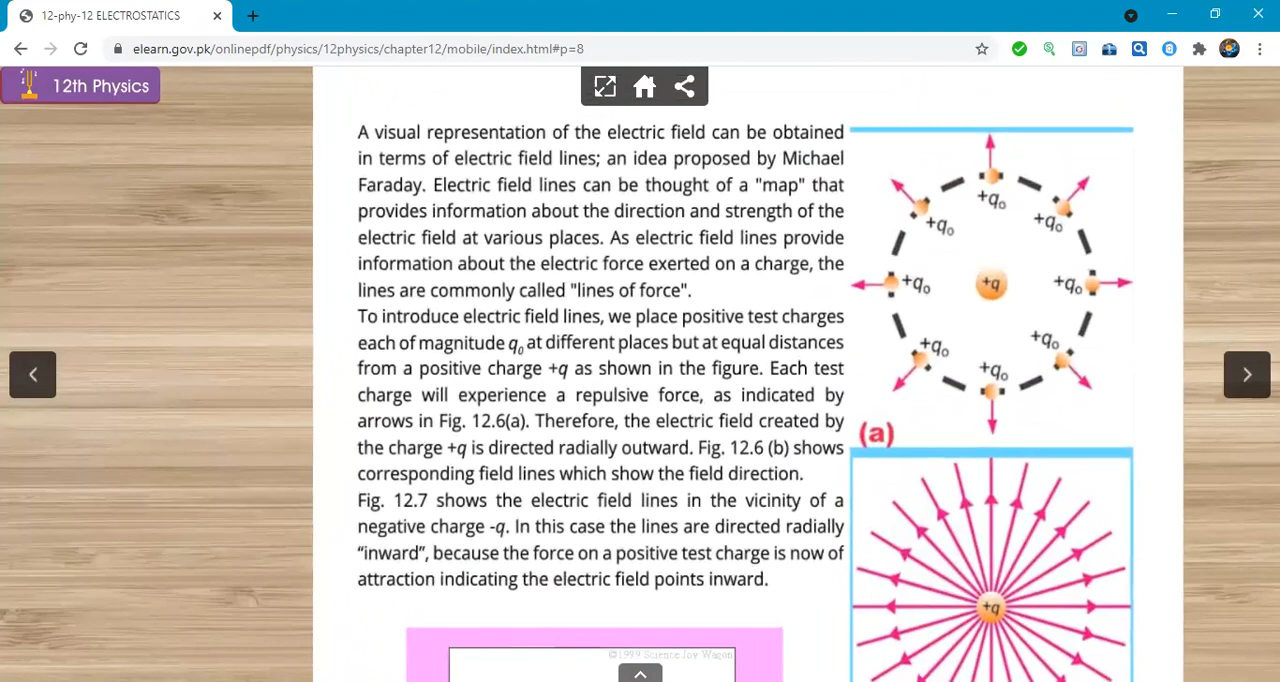 12-phy-12 ELECTROSTATICS
elearn.gov.pk/onlinepdf/physics/12physics/chapter12/mobile/index.html#p=8
12th Physics
A visual representation of the electric field can be obtained
in terms of electric field lines; an idea proposed by Michael
Faraday. Electric field lines can be thought of a "map" that
provides information about the direction and strength of the
electric field at various places. As electric field lines provide
information about the electric force exerted on a charge, the
lines are commonly called "lines of force".
To introduce electric field lines, we place positive test charges
each of magnitude q₀ at different places but at equal distances
from a positive charge +q as shown in the figure. Each test
charge will experience a repulsive force, as indicated by
arrows in Fig. 12.6(a). Therefore, the electric field created by
the charge +q is directed radially outward. Fig. 12.6 (b) shows
corresponding field lines which show the field direction.
Fig. 12.7 shows the electric field lines in the vicinity of a
negative charge -q. In this case the lines are directed radially
“inward”, because the force on a positive test charge is now of
attraction indicating the electric field points inward.
+q₀
+q₀
+q₀
+q₀
+q
+q₀
+q₀
+q₀
+q₀
(a)
+q
©1999 Science Joy Wagon